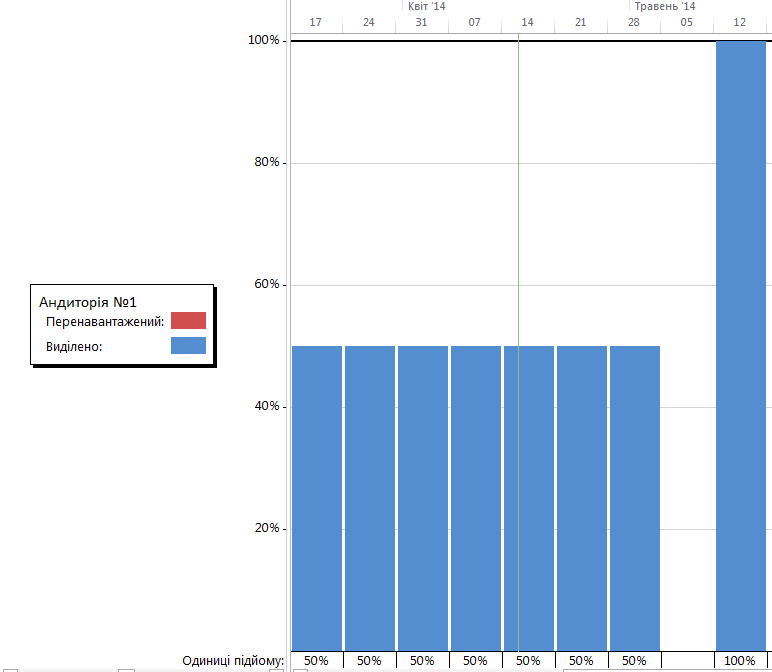 Квіт '14 Травень '14
17 24 31 07 14 21 28 05 12
100%
80%
60%
Андиторія №1
Перенавантажений:
Виділено:
40%
20%
Одиниці підйому: 50% 50% 50% 50% 50% 50% 50% 100%